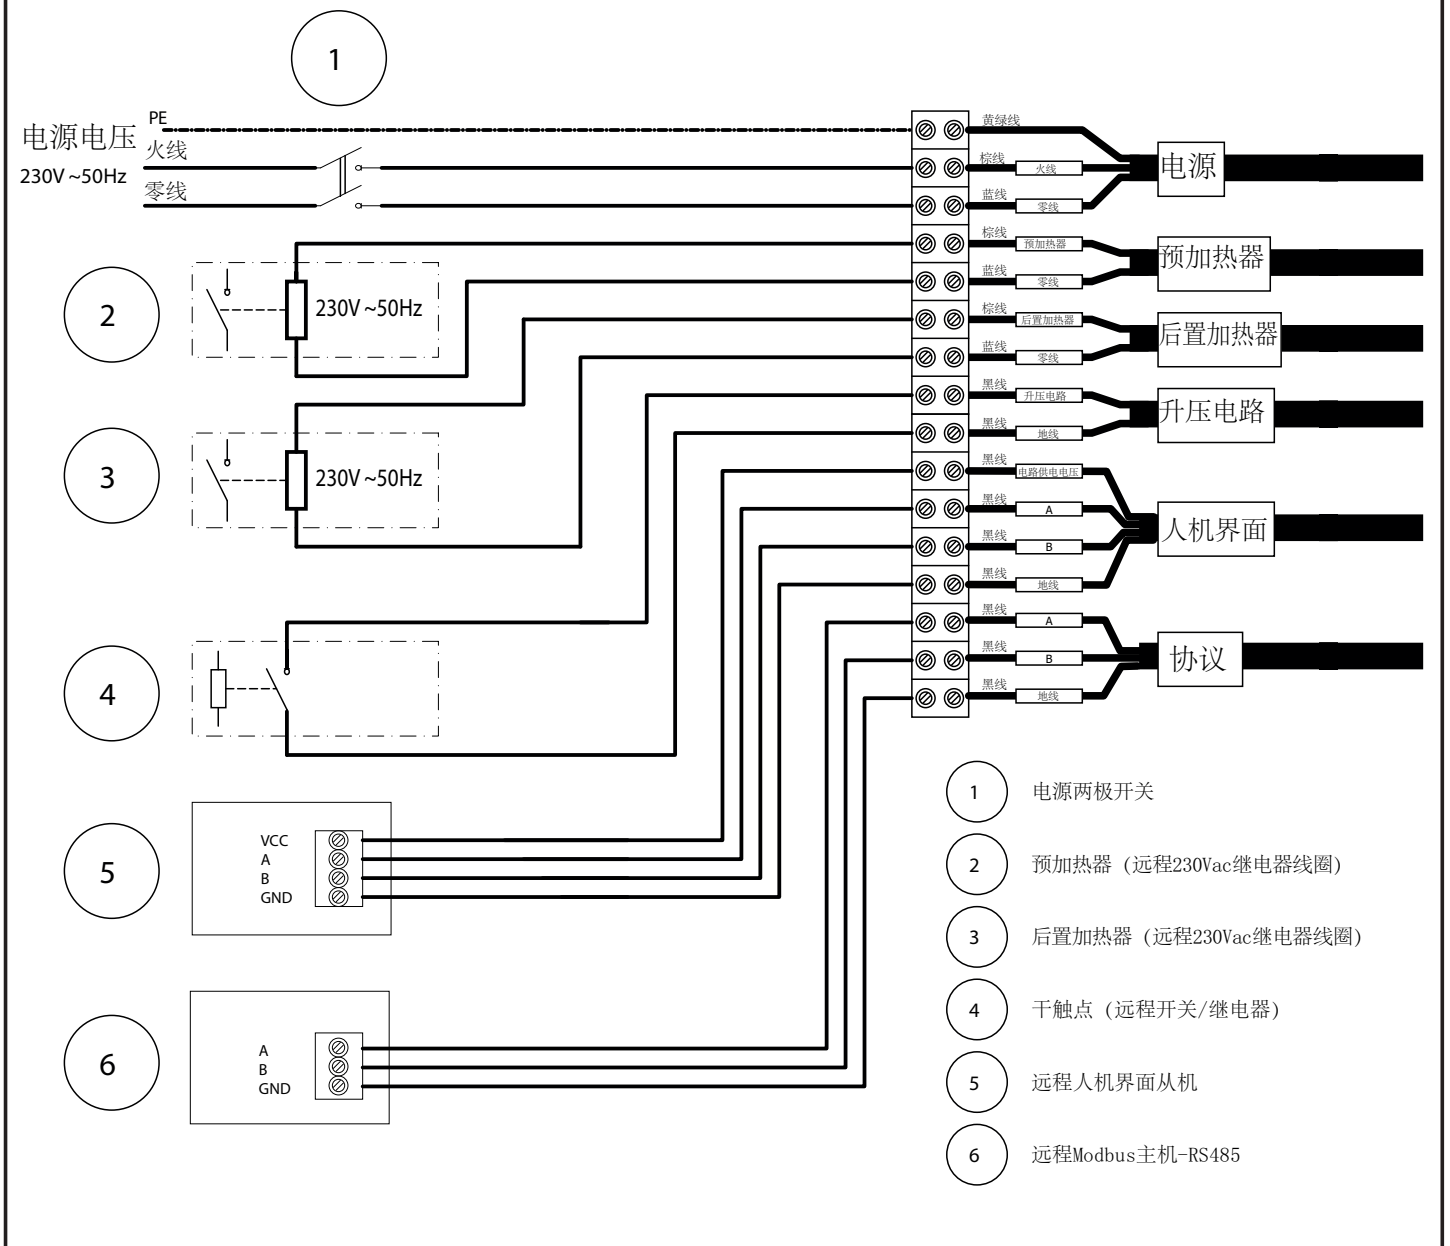 1
电源电压
PE
火线
230V ~50Hz
零线
黄绿线
棕线
火线
蓝线
零线
电源
棕线
预加热器
蓝线
零线
预加热器
2
230V ~50Hz
棕线
后置加热器
蓝线
零线
后置加热器
3
230V ~50Hz
黑线
升压电路
黑线
地线
升压电路
黑线
电路供电电压
黑线
A
黑线
B
黑线
地线
人机界面
黑线
A
黑线
B
黑线
地线
协议
4
5
VCC
A
B
GND
6
A
B
GND
1 电源两极开关
2 预加热器 (远程230Vac继电器线圈)
3 后置加热器 (远程230Vac继电器线圈)
4 干触点 (远程开关/继电器)
5 远程人机界面从机
6 远程Modbus主机-RS485